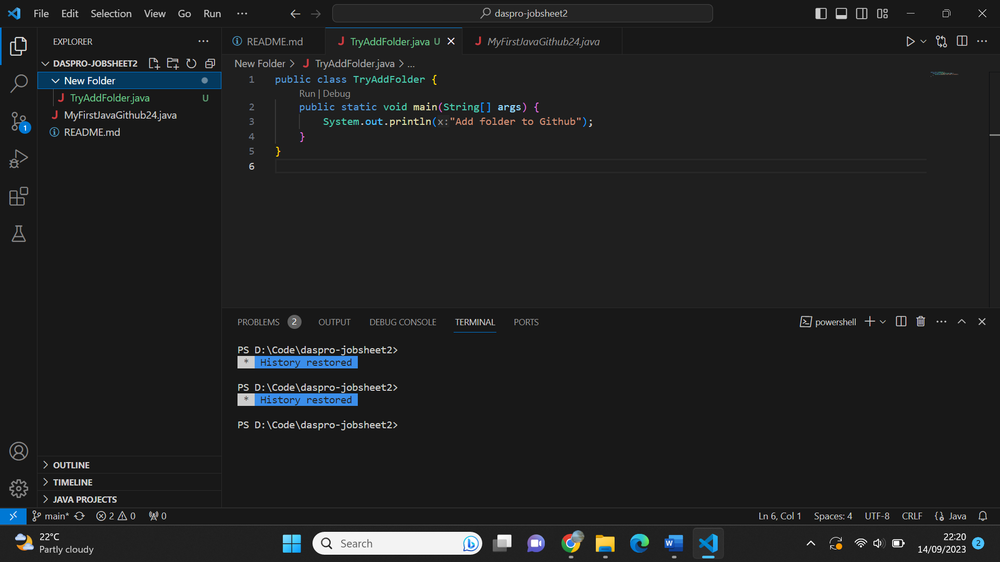 File Edit Selection View Go Run ···
daspro-jobsheet2
EXPLORER
DASPRO-JOBSHEET2
New Folder
J TryAddFolder.java U
J MyFirstJavaGithub24.java
README.md
1
OUTLINE
TIMELINE
JAVA PROJECTS
README.md
J TryAddFolder.java U
J MyFirstJavaGithub24.java
New Folder > J TryAddFolder.java > ...
1 public class TryAddFolder {
Run | Debug
2 public static void main(String[] args) {
3 System.out.println(x:"Add folder to Github");
4 }
5 }
6
PROBLEMS 2 OUTPUT DEBUG CONSOLE TERMINAL PORTS
powershell
PS D:\Code\daspro-jobsheet2>
* History restored
PS D:\Code\daspro-jobsheet2>
* History restored
PS D:\Code\daspro-jobsheet2>
main* 2 0 0
Ln 6, Col 1 Spaces: 4 UTF-8 CRLF Java
22°C
Partly cloudy
Search
W
22:20
14/09/2023
2